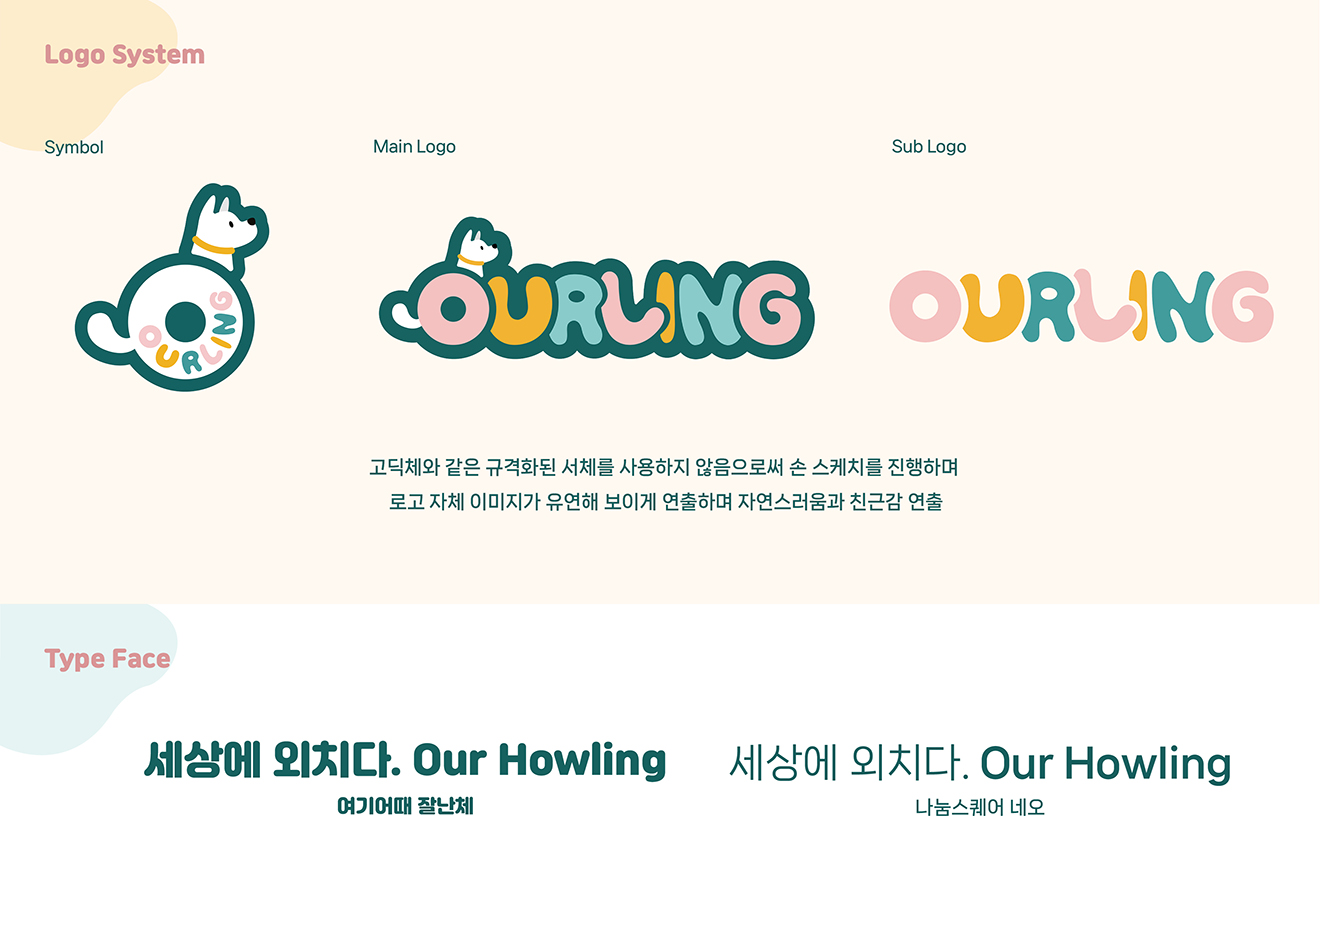 Logo System
Symbol
Main Logo
Sub Logo
OURLING
OURLING
OURLING
고딕체와 같은 규격화된 서체를 사용하지 않음으로써 손 스케치를 진행하며
로고 자체 이미지가 유연해 보이게 연출하며 자연스러움과 친근감 연출
Type Face
세상에 외치다. Our Howling
여기어때 잘난체
세상에 외치다. Our Howling
나눔스퀘어 네오